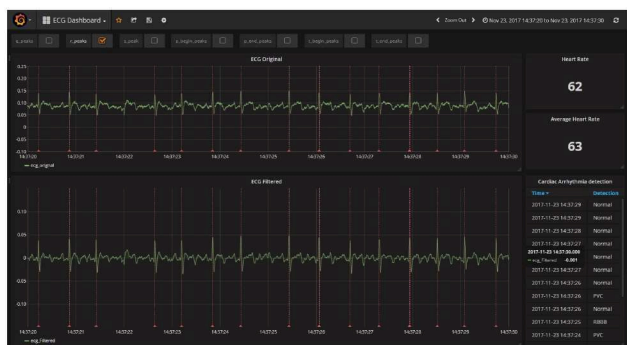 ECG Dashboard
Zoom Out
Nov 23, 2017 14:37:20 to Nov 23, 2017 14:37:30
r_peaks
s_peak
p_begin_peaks
p_end_peaks
t_begin_peaks
t_end_peaks
ECG Original
0.25
0.20
0.15
0.10
0.05
0
-0.05
-0.10
14:37:20 14:37:21 14:37:22 14:37:23 14:37:24 14:37:25 14:37:26 14:37:27 14:37:28 14:37:29 14:37:30
ecg_original
Heart Rate
62
Average Heart Rate
63
ECG Filtered
0.10
0.05
0
-0.05
-0.10
14:37:20 14:37:21 14:37:22 14:37:23 14:37:24 14:37:25 14:37:26 14:37:27 14:37:28 14:37:29 14:37:30
ecg_filtered
Cardiac Arrhythmia detection
Time Detection
2017-11-23 14:37:29 Normal
2017-11-23 14:37:29 Normal
2017-11-23 14:37:28 Normal
2017-11-23 14:37:27 Normal
2017-11-23 14:37:30.000
ecg_filtered -0.001
Normal
2017-11-23 14:37:27 Normal
2017-11-23 14:37:26 Normal
2017-11-23 14:37:26 PVC
2017-11-23 14:37:26 Normal
2017-11-23 14:37:25 RBBB
2017-11-23 14:37:24 PVC